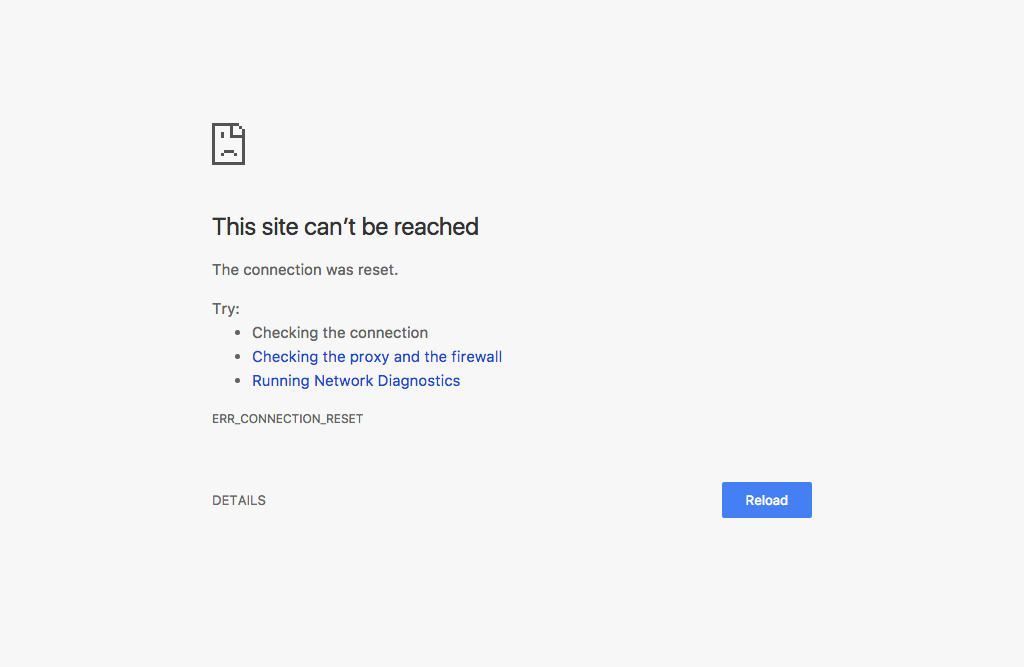 This site can’t be reached
The connection was reset.
Try:
Checking the connection
Checking the proxy and the firewall
Running Network Diagnostics
ERR_CONNECTION_RESET
DETAILS
Reload